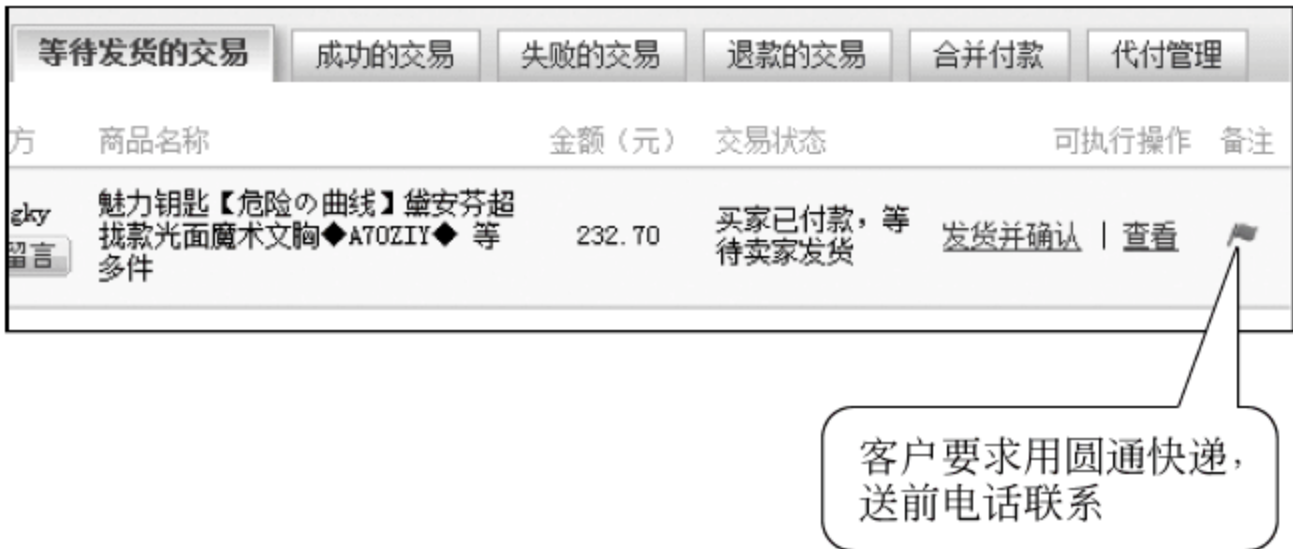 等待发货的交易 成功的交易 失败的交易 退款的交易 合并付款 代付管理
方 商品名称 金额（元） 交易状态 可执行操作 备注
gky 魅力钥匙【危险の曲线】黛安芬超 买家已付款，等
拢款光面魔术文胸◆A70ZIY◆ 等 232.70 发货并确认 | 查看
留言 多件 待卖家发货
客户要求用圆通快递，
送前电话联系